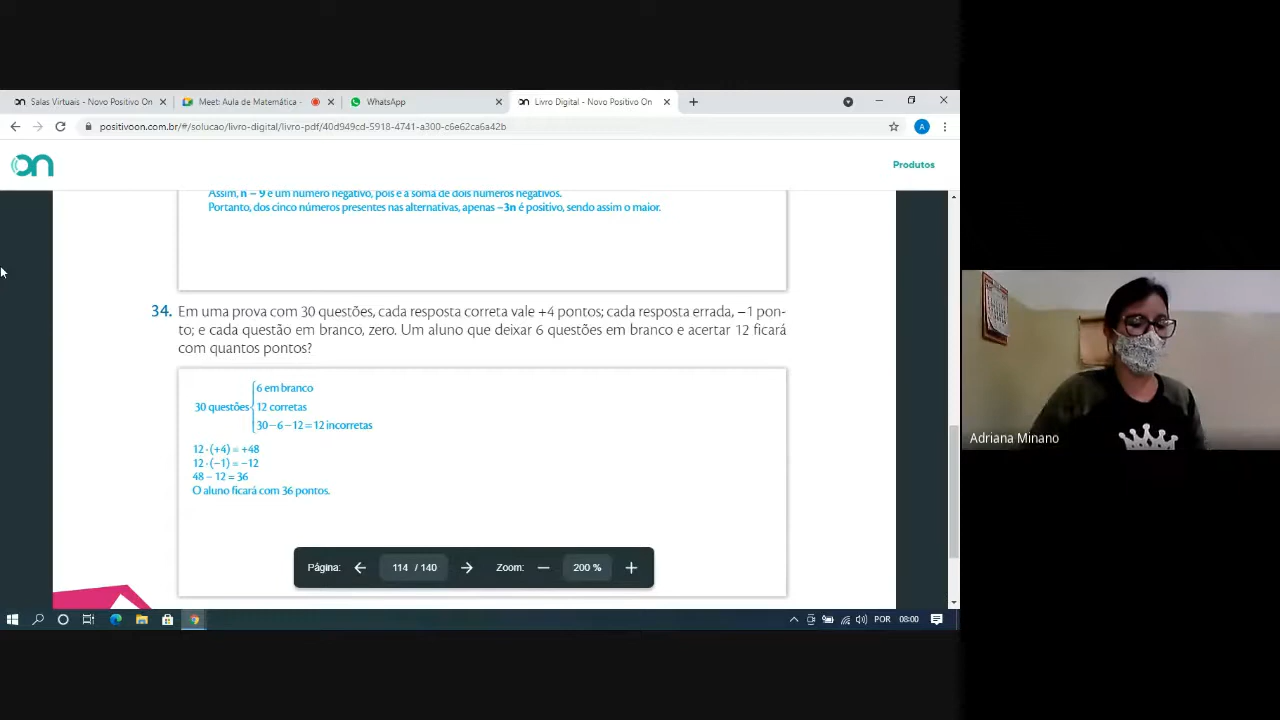 Salas Virtuais - Novo Positivo On
Meet: Aula de Matemática -
WhatsApp
Livro Digital - Novo Positivo On
positivoon.com.br/#/solucao/livro-digital/livro-pdf/40d949cd-5918-4741-a300-c6e62ca6a42b
A
on
Produtos
Assim, n – 9 é um número negativo, pois é a soma de dois números negativos.
Portanto, dos cinco números presentes nas alternativas, apenas –3n é positivo, sendo assim o maior.
34. Em uma prova com 30 questões, cada resposta correta vale +4 pontos; cada resposta errada, –1 pon-
to; e cada questão em branco, zero. Um aluno que deixar 6 questões em branco e acertar 12 ficará
com quantos pontos?
6 em branco
30 questões 12 corretas
30 – 6 – 12 = 12 incorretas
12 · (+4) = +48
12 · (–1) = –12
48 – 12 = 36
O aluno ficará com 36 pontos.
Página: 114 / 140 Zoom: 200 %
Adriana Minano
POR 08:00